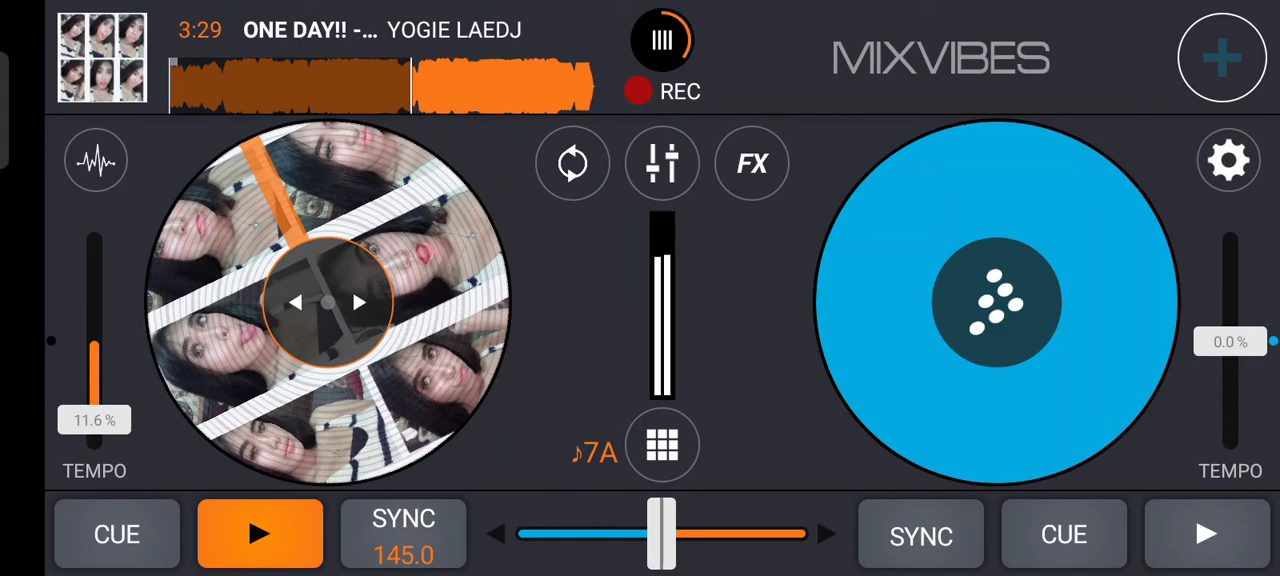 3:29 ONE DAY!! -... YOGIE LAEDJ
REC
MIXVIBES
FX
11.6 %
0.0 %
♪7A
TEMPO
TEMPO
CUE
SYNC
145.0
SYNC
CUE